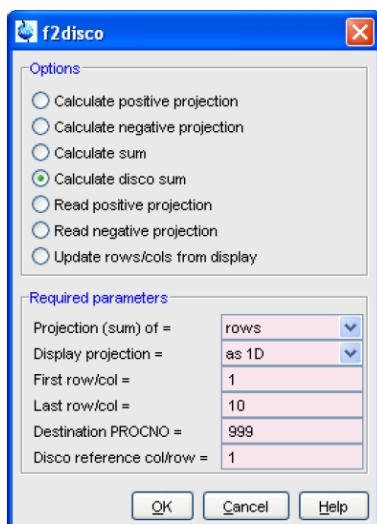 f2disco
Options
Calculate positive projection
Calculate negative projection
Calculate sum
Calculate disco sum
Read positive projection
Read negative projection
Update rows/cols from display
Required parameters
Projection (sum) of = rows
Display projection = as 1D
First row/col = 1
Last row/col = 10
Destination PROCNO = 999
Disco reference col/row = 1
OK Cancel Help